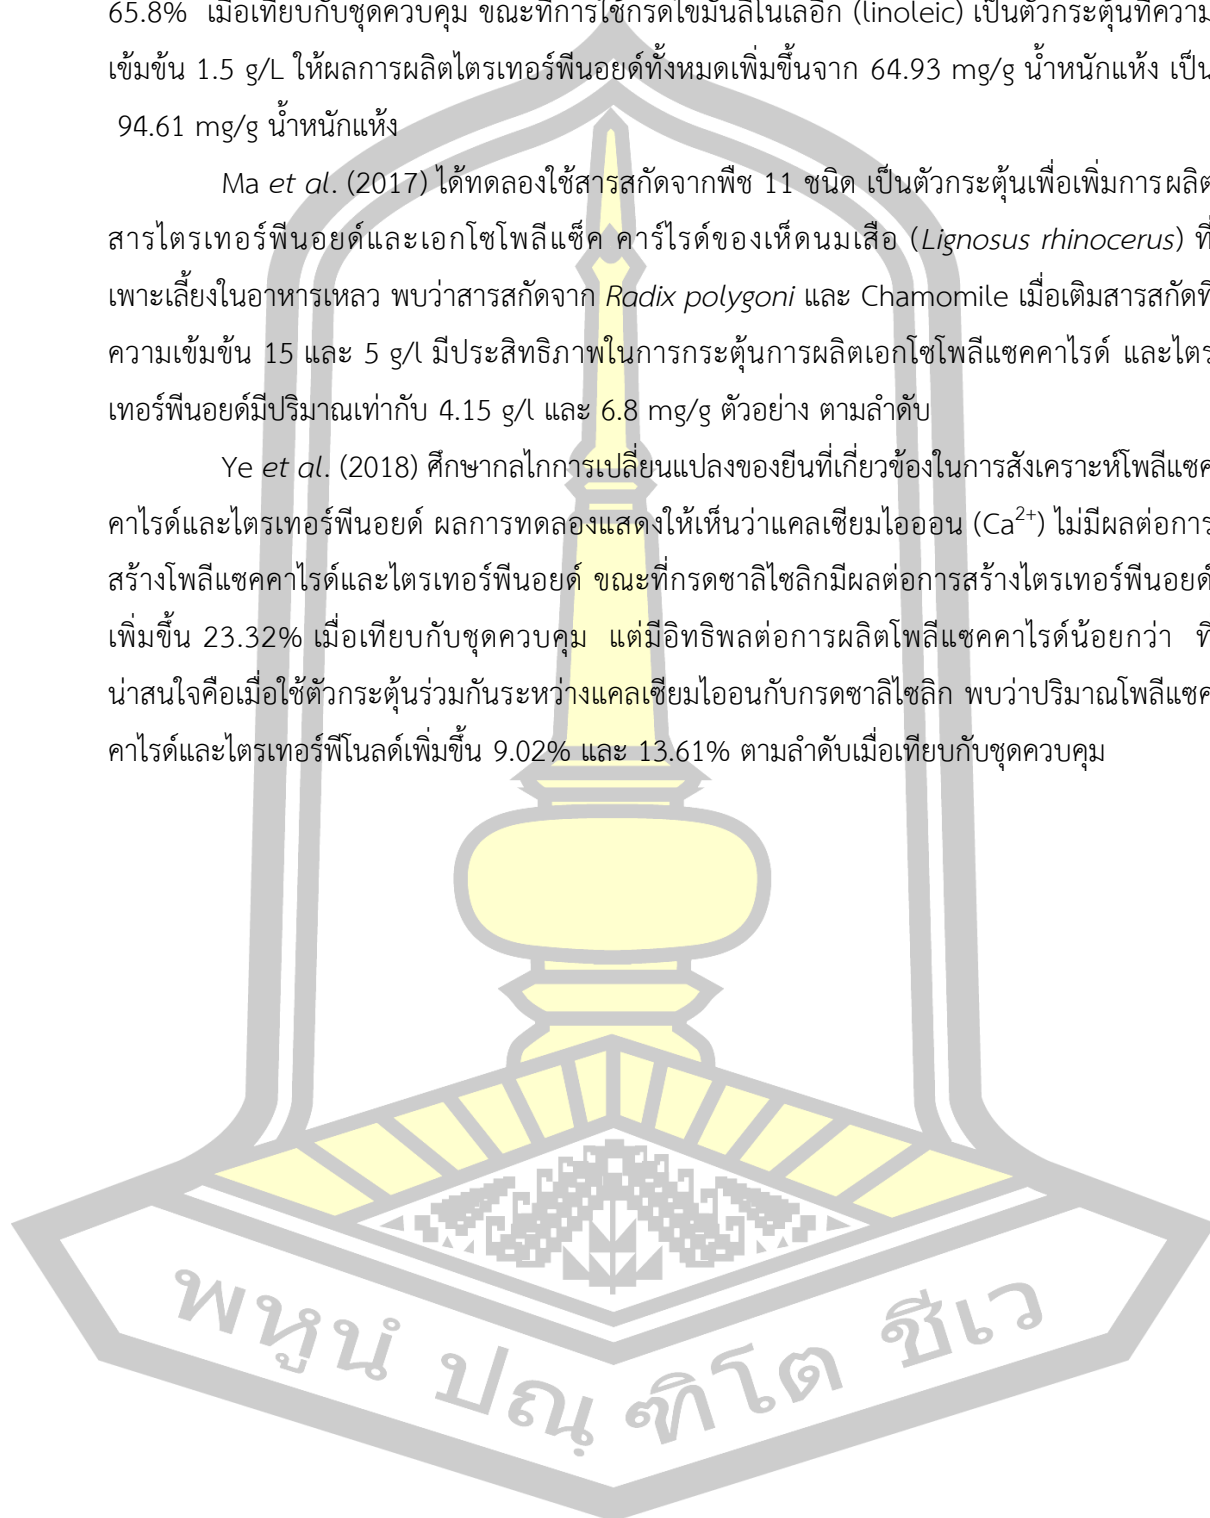 65.8% เมื่อเทียบกับชุดควบคุม ขณะที่การใช้กรดไขมันลิโนเลอิก (linoleic) เป็นตัวกระตุ้นที่ความ
เข้มข้น 1.5 g/L ให้ผลการผลิตไตรเทอร์พีนอยด์ทั้งหมดเพิ่มขึ้นจาก 64.93 mg/g น้ำหนักแห้ง เป็น
94.61 mg/g น้ำหนักแห้ง
Ma et al. (2017) ได้ทดลองใช้สารสกัดจากพืช 11 ชนิด เป็นตัวกระตุ้นเพื่อเพิ่มการผลิต
สารไตรเทอร์พีนอยด์และเอกโซโพลีแซ็ค คาร์ไรด์ของเห็ดนมเสือ (Lignosus rhinocerus) ที่
เพาะเลี้ยงในอาหารเหลว พบว่าสารสกัดจาก Radix polygoni และ Chamomile เมื่อเติมสารสกัดที่
ความเข้มข้น 15 และ 5 g/l มีประสิทธิภาพในการกระตุ้นการผลิตเอกโซโพลีแซคคาไรด์ และไตร
เทอร์พีนอยด์มีปริมาณเท่ากับ 4.15 g/l และ 6.8 mg/g ตัวอย่าง ตามลำดับ
Ye et al. (2018) ศึกษากลไกการเปลี่ยนแปลงของยีนที่เกี่ยวข้องในการสังเคราะห์โพลีแซค
คาไรด์และไตรเทอร์พีนอยด์ ผลการทดลองแสดงให้เห็นว่าแคลเซียมไอออน (Ca²⁺) ไม่มีผลต่อการ
สร้างโพลีแซคคาไรด์และไตรเทอร์พีนอยด์ ขณะที่กรดซาลิไซลิกมีผลต่อการสร้างไตรเทอร์พีนอยด์
เพิ่มขึ้น 23.32% เมื่อเทียบกับชุดควบคุม แต่มีอิทธิพลต่อการผลิตโพลีแซคคาไรด์น้อยกว่า ที่
น่าสนใจคือเมื่อใช้ตัวกระตุ้นร่วมกันระหว่างแคลเซียมไอออนกับกรดซาลิไซลิก พบว่าปริมาณโพลีแซค
คาไรด์และไตรเทอร์พีโนลด์เพิ่มขึ้น 9.02% และ 13.61% ตามลำดับเมื่อเทียบกับชุดควบคุม
พหูนํ ปณฺฑิโต ชีเว